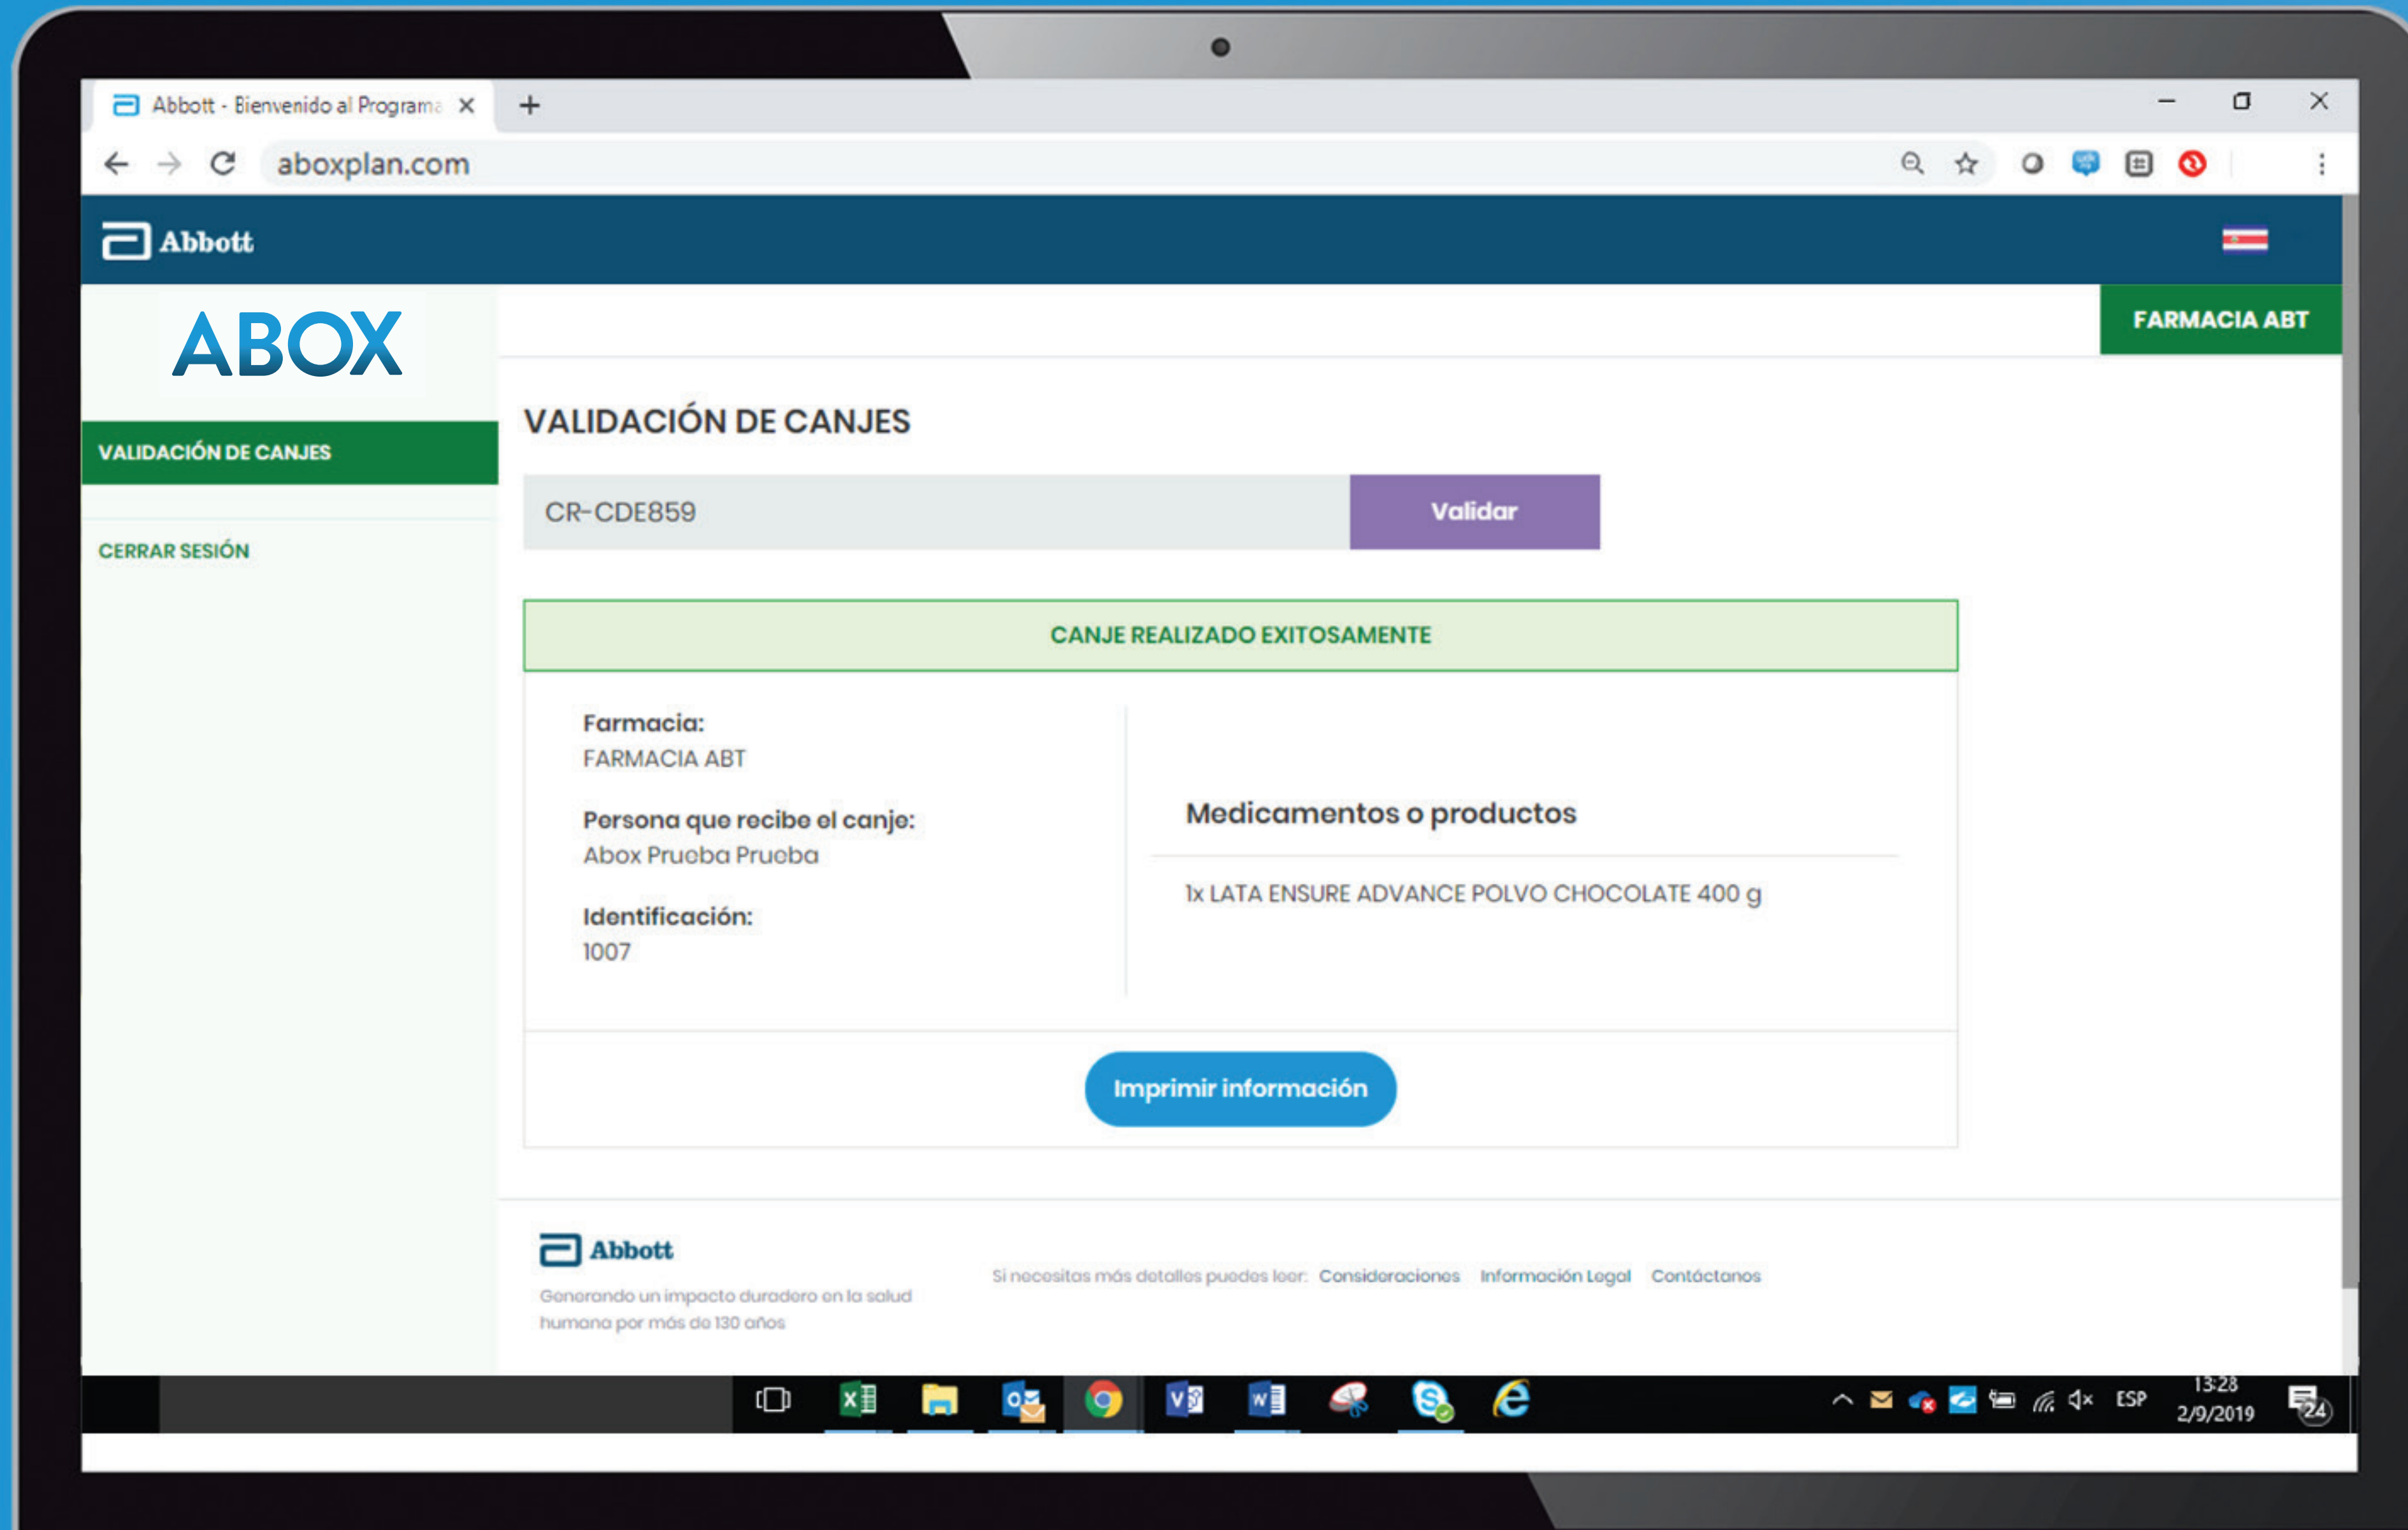 Abbott - Bienvenido al Programa
aboxplan.com
Abbott
ABOX
FARMACIA ABT
VALIDACIÓN DE CANJES
CERRAR SESIÓN
VALIDACIÓN DE CANJES
CR-CDE859
Validar
CANJE REALIZADO EXITOSAMENTE
Farmacia:
FARMACIA ABT
Persona que recibe el canje:
Abox Prueba Prueba
Identificación:
1007
Medicamentos o productos
1x LATA ENSURE ADVANCE POLVO CHOCOLATE 400 g
Imprimir información
Abbott
Generando un impacto duradero en la salud
humana por más de 130 años
Si necesitas más detalles puedes leer: Consideraciones Información Legal Contáctanos
ESP
13:28
2/9/2019
24